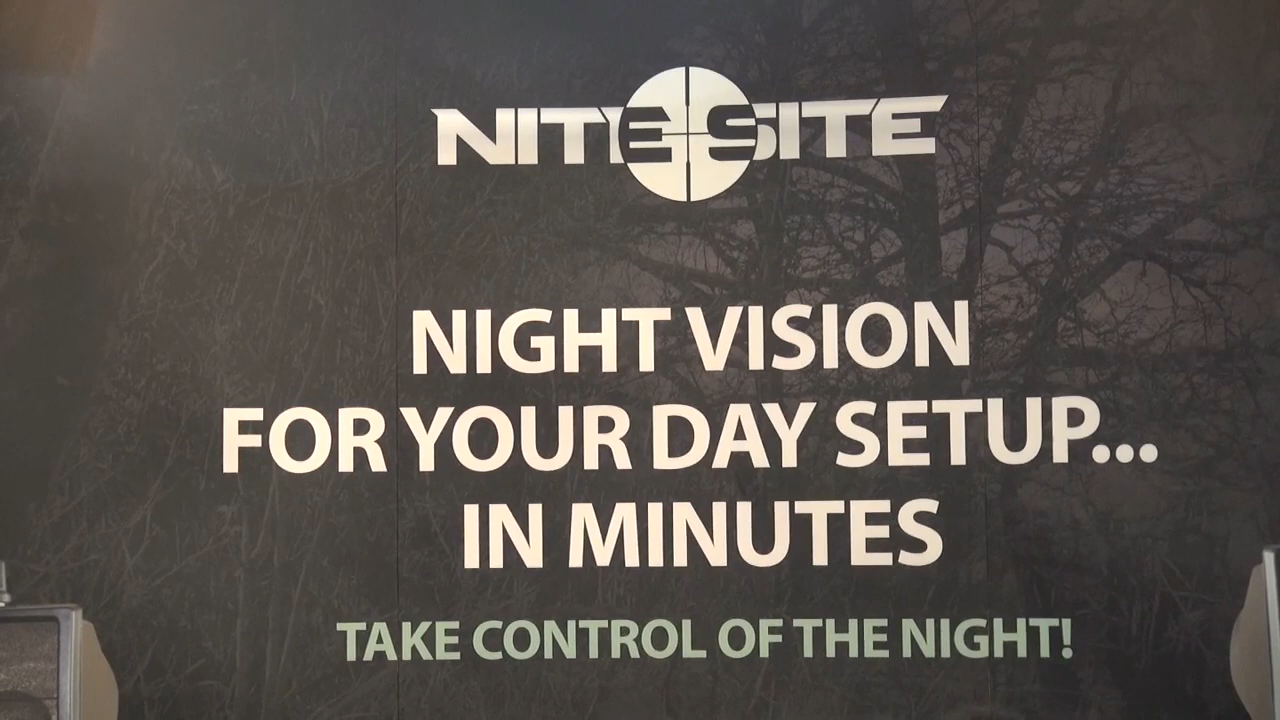 NITESITE
NIGHT VISION
FOR YOUR DAY SETUP...
IN MINUTES
TAKE CONTROL OF THE NIGHT!